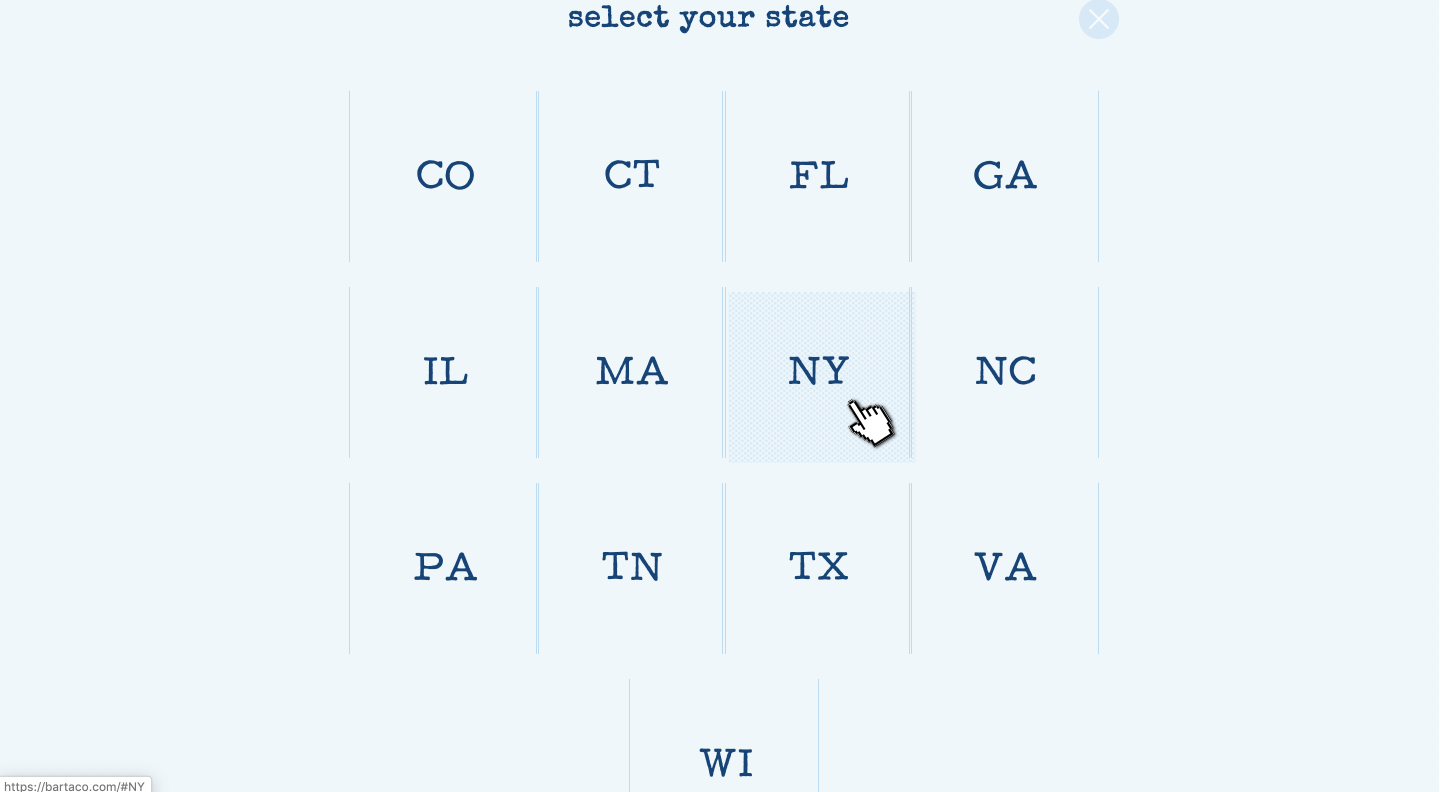 select your state
CO CT FL GA
IL MA NY NC
PA TN TX VA
WI
https://bartaco.com/#NY